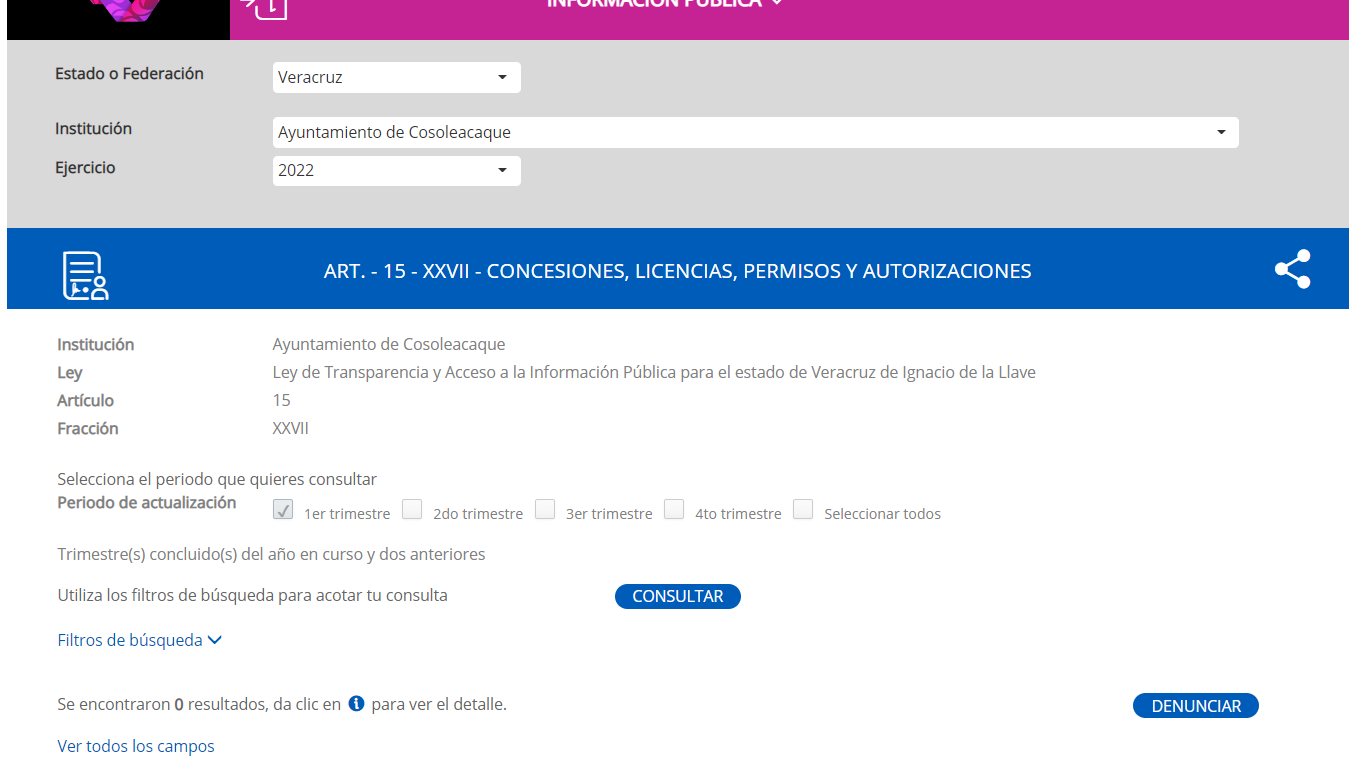 INFORMACIÓN PÚBLICA
Estado o Federación Veracruz
Institución Ayuntamiento de Cosoleacaque
Ejercicio 2022
ART. - 15 - XXVII - CONCESIONES, LICENCIAS, PERMISOS Y AUTORIZACIONES
Institución Ayuntamiento de Cosoleacaque
Ley Ley de Transparencia y Acceso a la Información Pública para el estado de Veracruz de Ignacio de la Llave
Artículo 15
Fracción XXVII
Selecciona el periodo que quieres consultar
Periodo de actualización 1er trimestre 2do trimestre 3er trimestre 4to trimestre Seleccionar todos
Trimestre(s) concluido(s) del año en curso y dos anteriores
Utiliza los filtros de búsqueda para acotar tu consulta CONSULTAR
Filtros de búsqueda
Se encontraron 0 resultados, da clic en i para ver el detalle. DENUNCIAR
Ver todos los campos